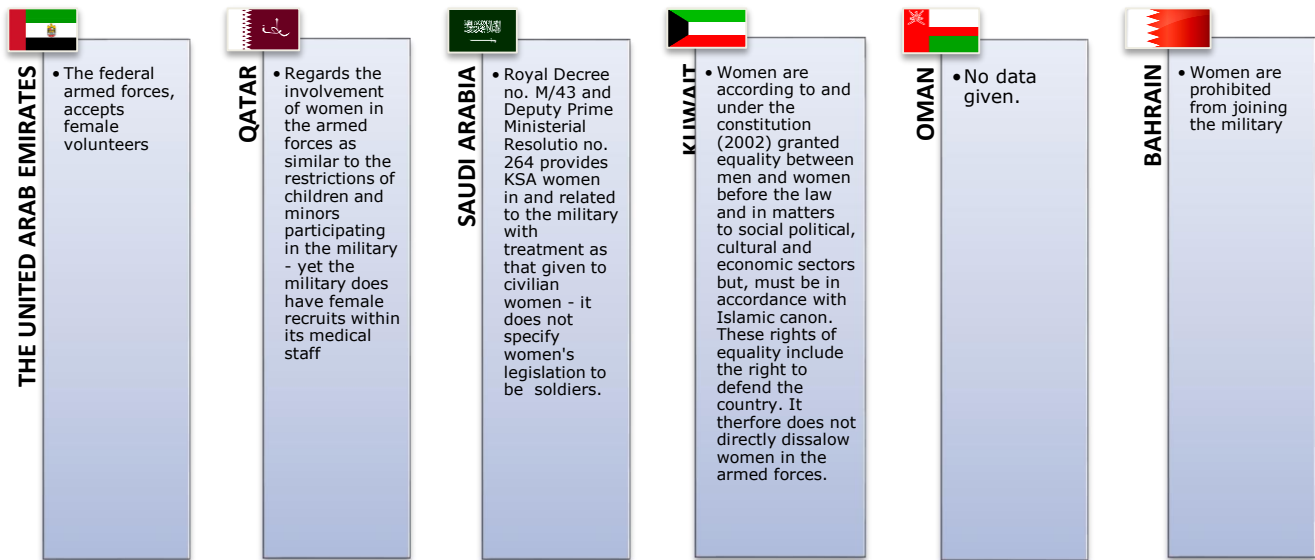 THE UNITED ARAB EMIRATES
• The federal
armed forces,
accepts
female
volunteers
QATAR
• Regards the
involvement
of women in
the armed
forces as
similar to the
restrictions of
children and
minors
participating
in the military
- yet the
military does
have female
recruits within
its medical
staff
SAUDI ARABIA
• Royal Decree
no. M/43 and
Deputy Prime
Ministerial
Resolutio no.
264 provides
KSA women
in and related
to the military
with
treatment as
that given to
civilian
women - it
does not
specify
women's
legislation to
be soldiers.
KUWAIT
• Women are
according to and
under the
constitution
(2002) granted
equality between
men and women
before the law
and in matters
to social political,
cultural and
economic sectors
but, must be in
accordance with
Islamic canon.
These rights of
equality include
the right to
defend the
country. It
therfore does not
directly dissalow
women in the
armed forces.
OMAN
• No data
given.
BAHRAIN
• Women are
prohibited
from joining
the military